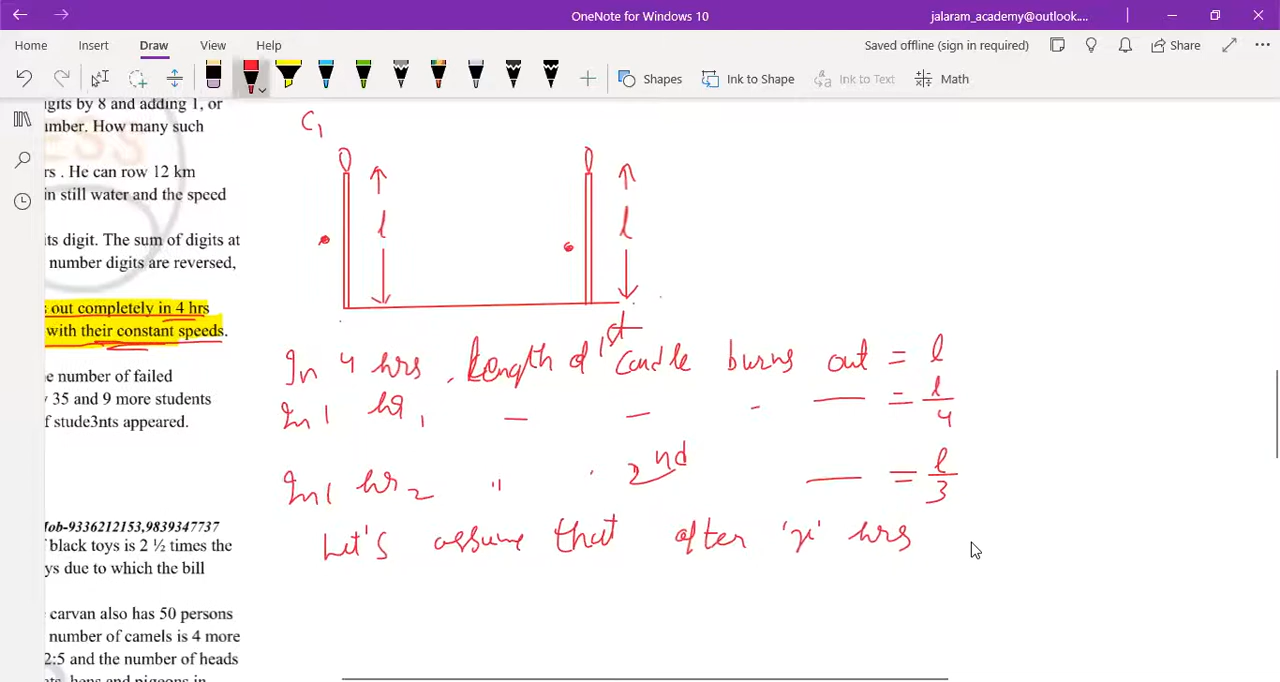 OneNote for Windows 10
jalaram_academy@outlook....
Home Insert Draw View Help
Saved offline (sign in required)
Share
Shapes
Ink to Shape
Ink to Text
Math
igits by 8 and adding 1, or
umber. How many such
ESS
rs . He can row 12 km
in still water and the speed
its digit. The sum of digits at
number digits are reversed,
s out completely in 4 hrs
with their constant speeds.
e number of failed
y 35 and 9 more students
f stude3nts appeared.
Iob-9336212153,9839347737
f black toys is 2 ½ times the
ys due to which the bill
carvan also has 50 persons
number of camels is 4 more
2:5 and the number of heads
ats, hens and pigeons in
C1
l l
In 4 hrs, Length of 1st Candle burns out = l
In 1 hr, — — — = l/4
In 1 hr, " 2nd — = l/3
Let's assume that after 'x' hrs